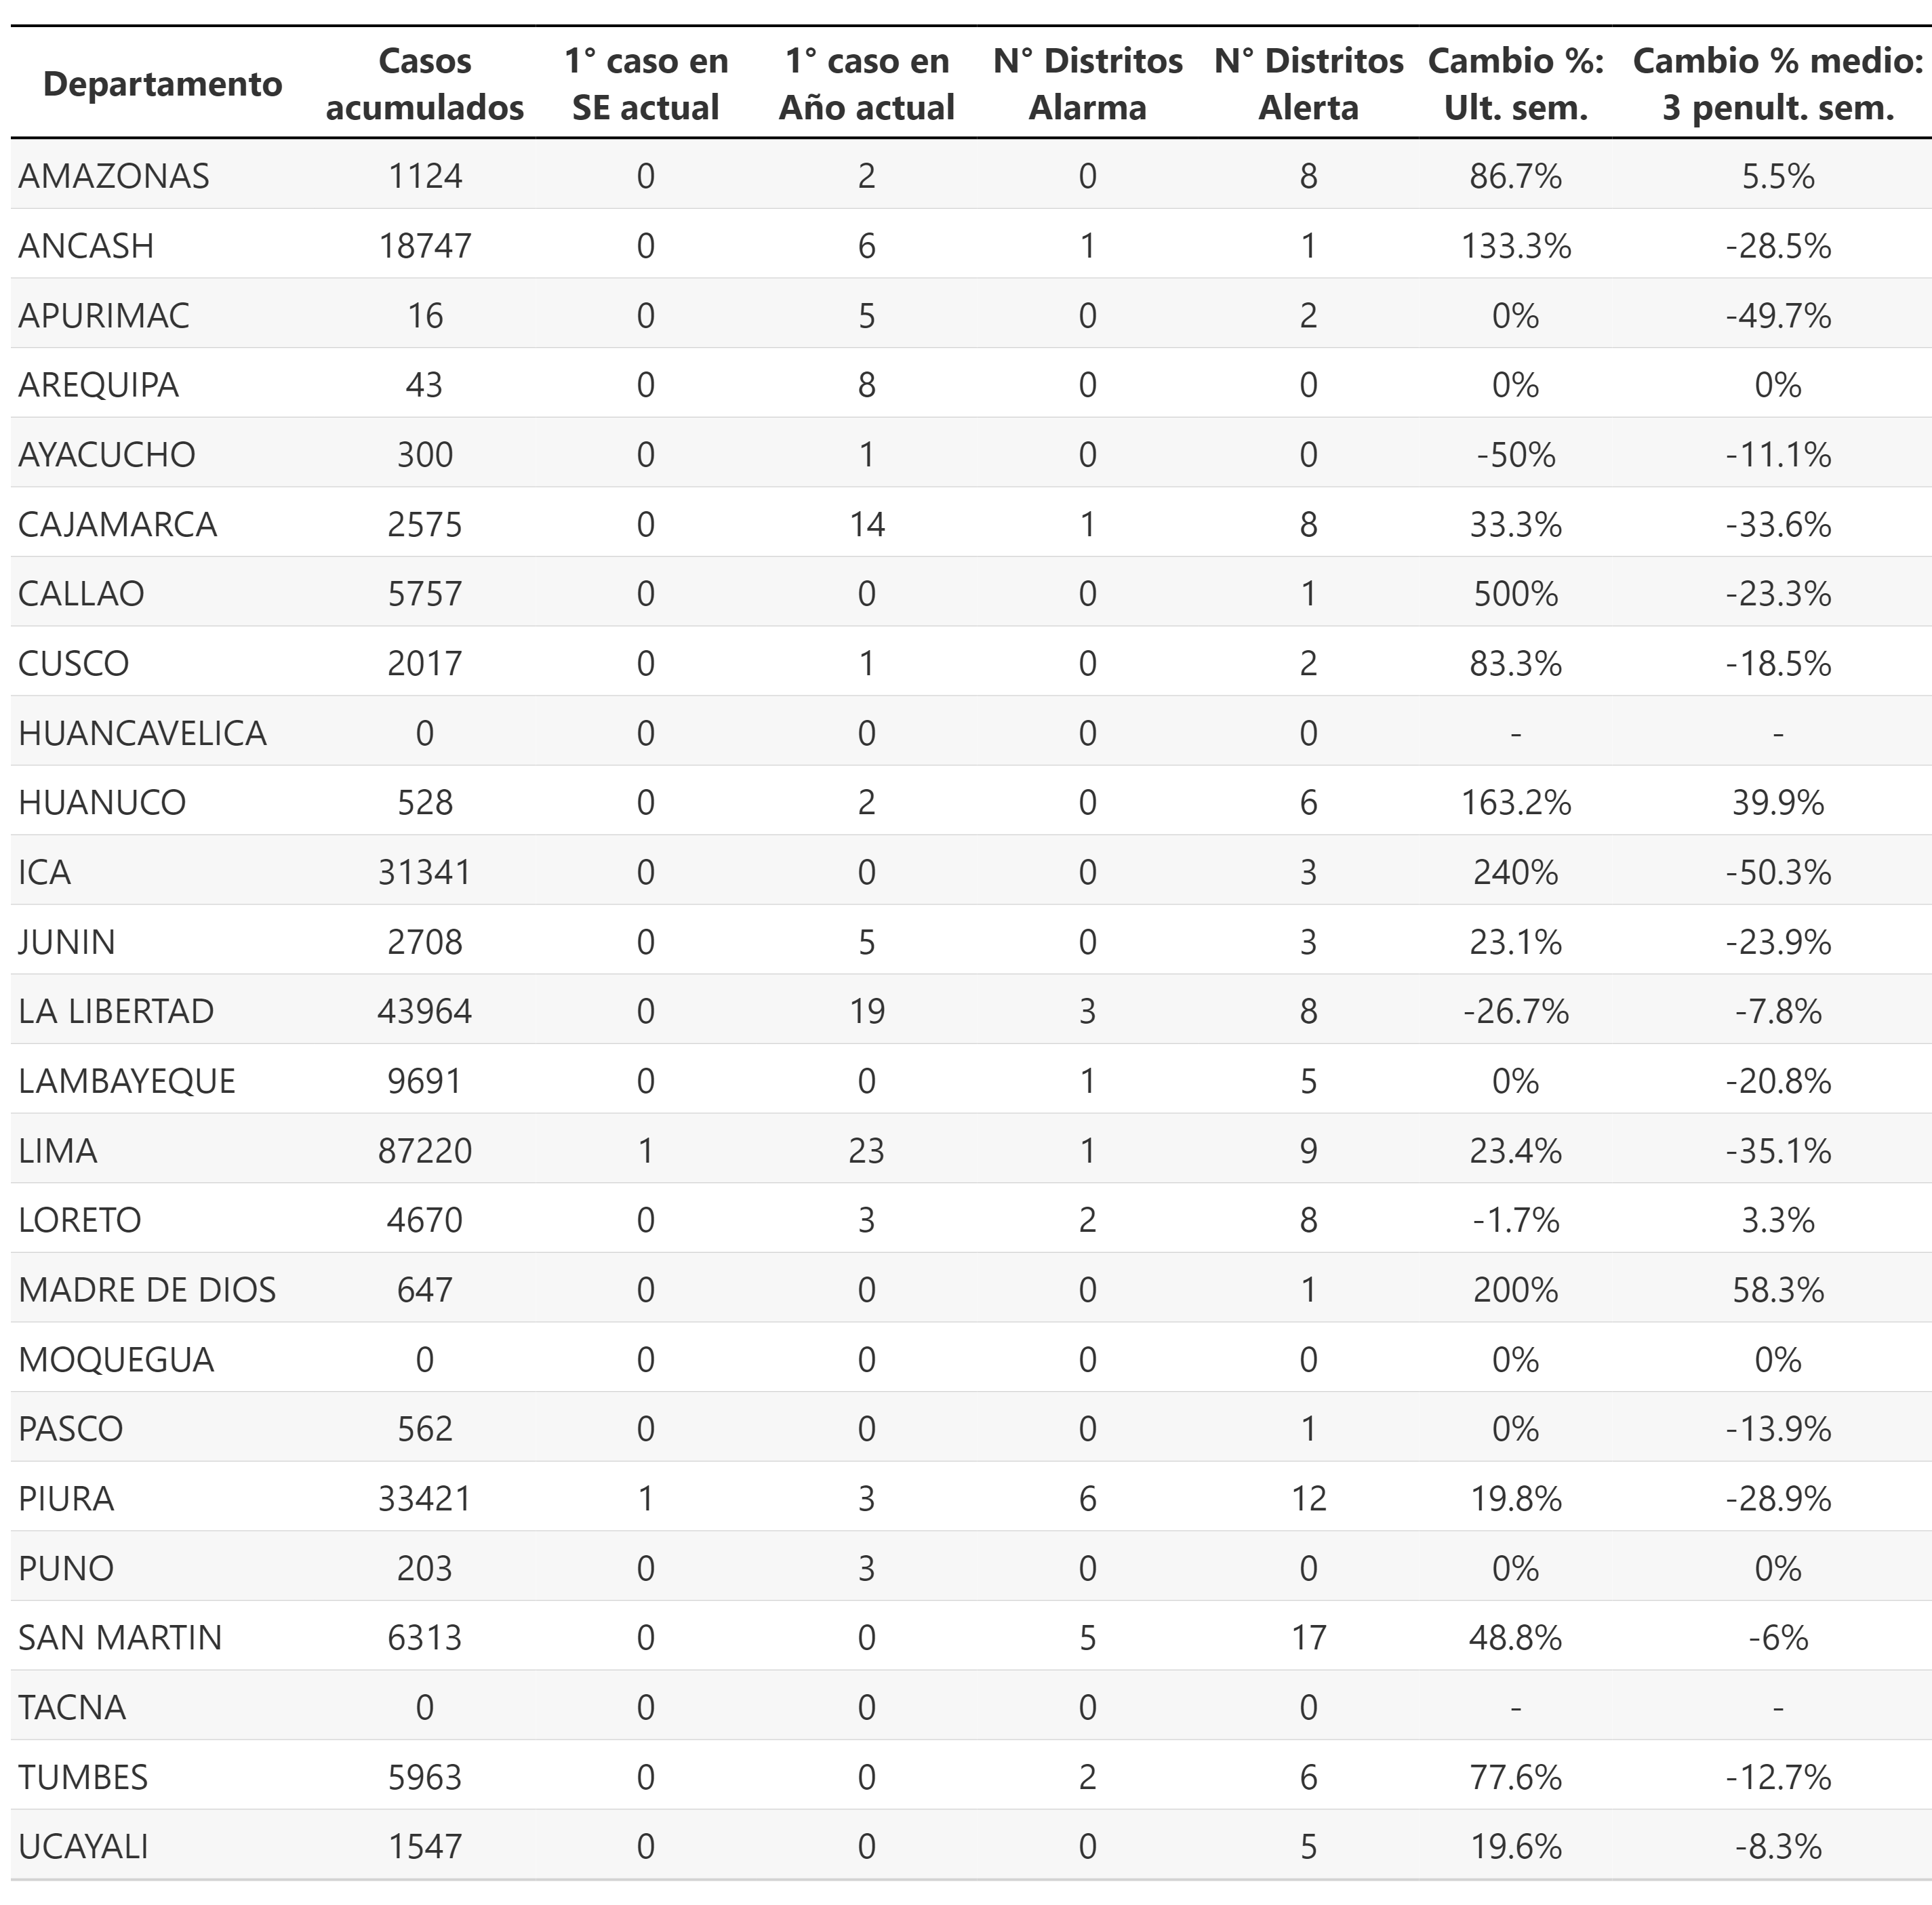 Departamento Casos acumulados 1° caso en SE actual 1° caso en Año actual N° Distritos Alarma N° Distritos Alerta Cambio %: Ult. sem. Cambio % medio: 3 penult. sem.
AMAZONAS 1124 0 2 0 8 86.7% 5.5%
ANCASH 18747 0 6 1 1 133.3% -28.5%
APURIMAC 16 0 5 0 2 0% -49.7%
AREQUIPA 43 0 8 0 0 0% 0%
AYACUCHO 300 0 1 0 0 -50% -11.1%
CAJAMARCA 2575 0 14 1 8 33.3% -33.6%
CALLAO 5757 0 0 0 1 500% -23.3%
CUSCO 2017 0 1 0 2 83.3% -18.5%
HUANCAVELICA 0 0 0 0 0 - -
HUANUCO 528 0 2 0 6 163.2% 39.9%
ICA 31341 0 0 0 3 240% -50.3%
JUNIN 2708 0 5 0 3 23.1% -23.9%
LA LIBERTAD 43964 0 19 3 8 -26.7% -7.8%
LAMBAYEQUE 9691 0 0 1 5 0% -20.8%
LIMA 87220 1 23 1 9 23.4% -35.1%
LORETO 4670 0 3 2 8 -1.7% 3.3%
MADRE DE DIOS 647 0 0 0 1 200% 58.3%
MOQUEGUA 0 0 0 0 0 0% 0%
PASCO 562 0 0 0 1 0% -13.9%
PIURA 33421 1 3 6 12 19.8% -28.9%
PUNO 203 0 3 0 0 0% 0%
SAN MARTIN 6313 0 0 5 17 48.8% -6%
TACNA 0 0 0 0 0 - -
TUMBES 5963 0 0 2 6 77.6% -12.7%
UCAYALI 1547 0 0 0 5 19.6% -8.3%